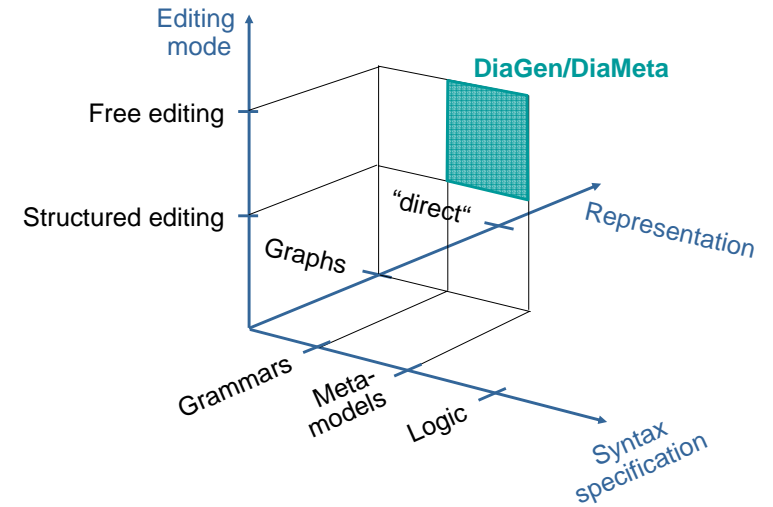 Editing
mode
DiaGen/DiaMeta
Free editing
Structured editing
“direct“
Representation
Graphs
Grammars
Meta-
models
Logic
Syntax
specification